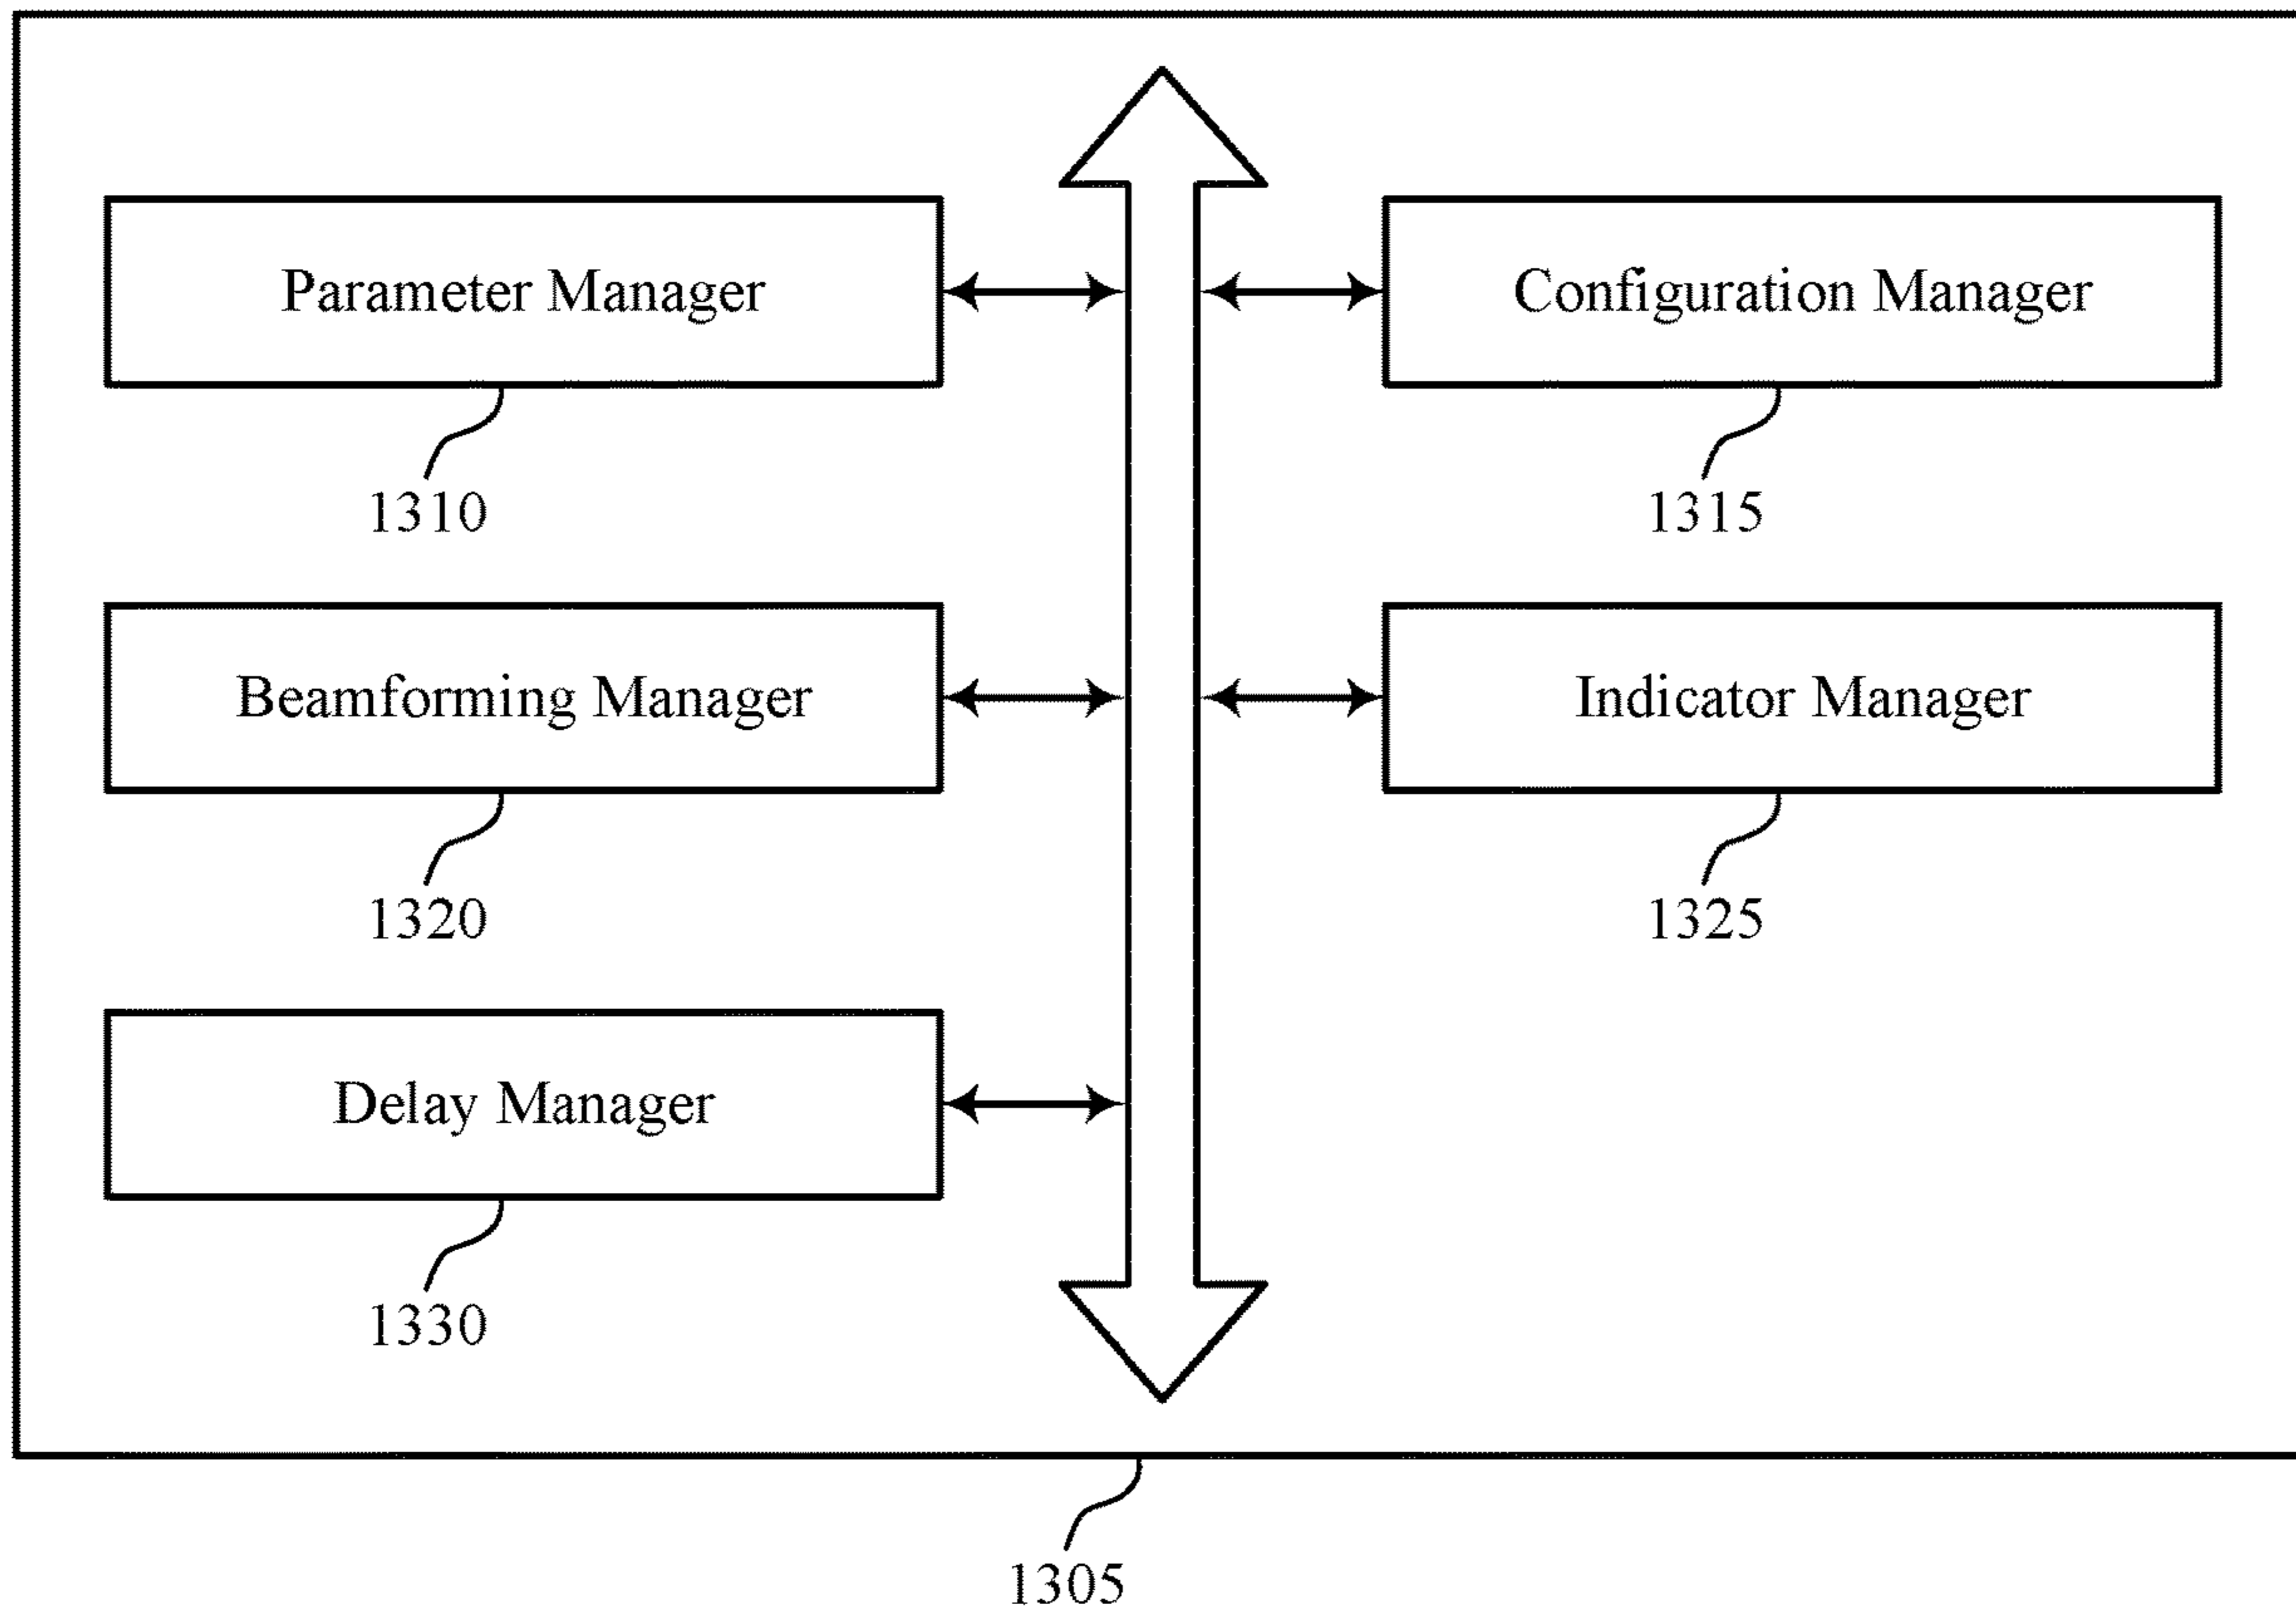 Parameter Manager
Configuration Manager
1310
1315
Beamforming Manager
Indicator Manager
1320
1325
Delay Manager
1330
1305